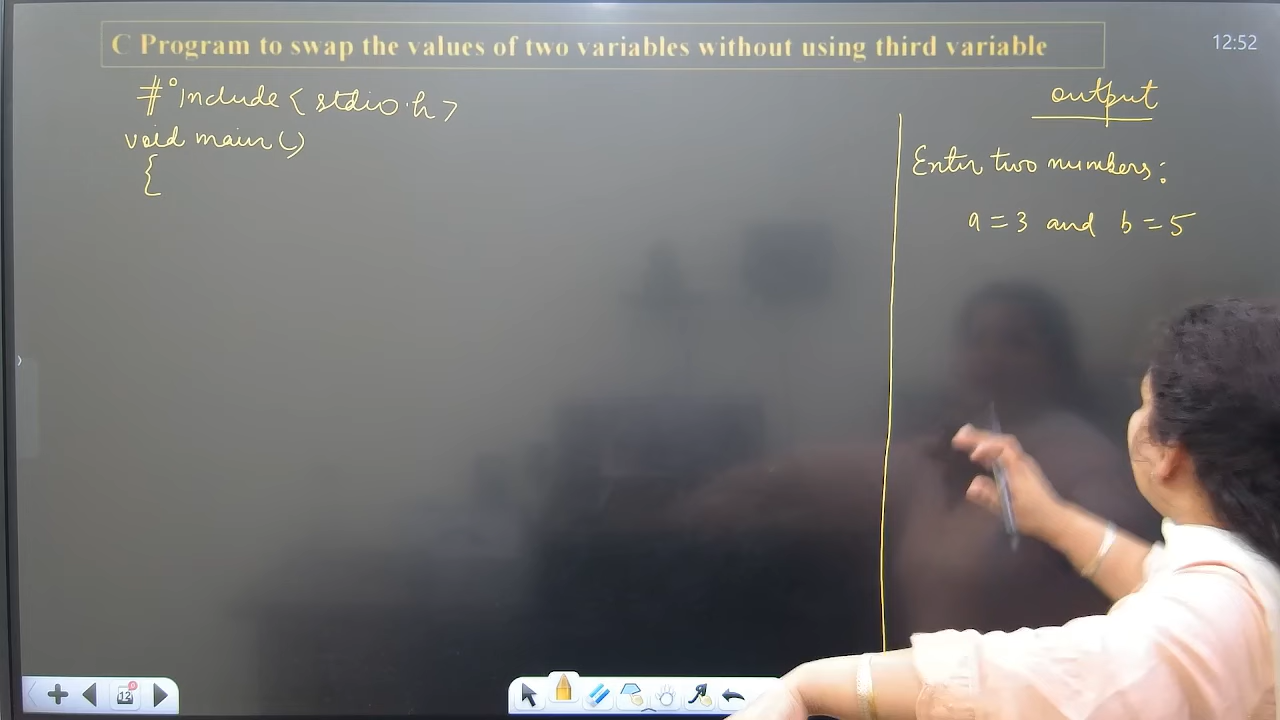 C Program to swap the values of two variables without using third variable
12:52
#include<stdio.h>
void main()
{
output
Enter two numbers:
a=3 and b=5
12